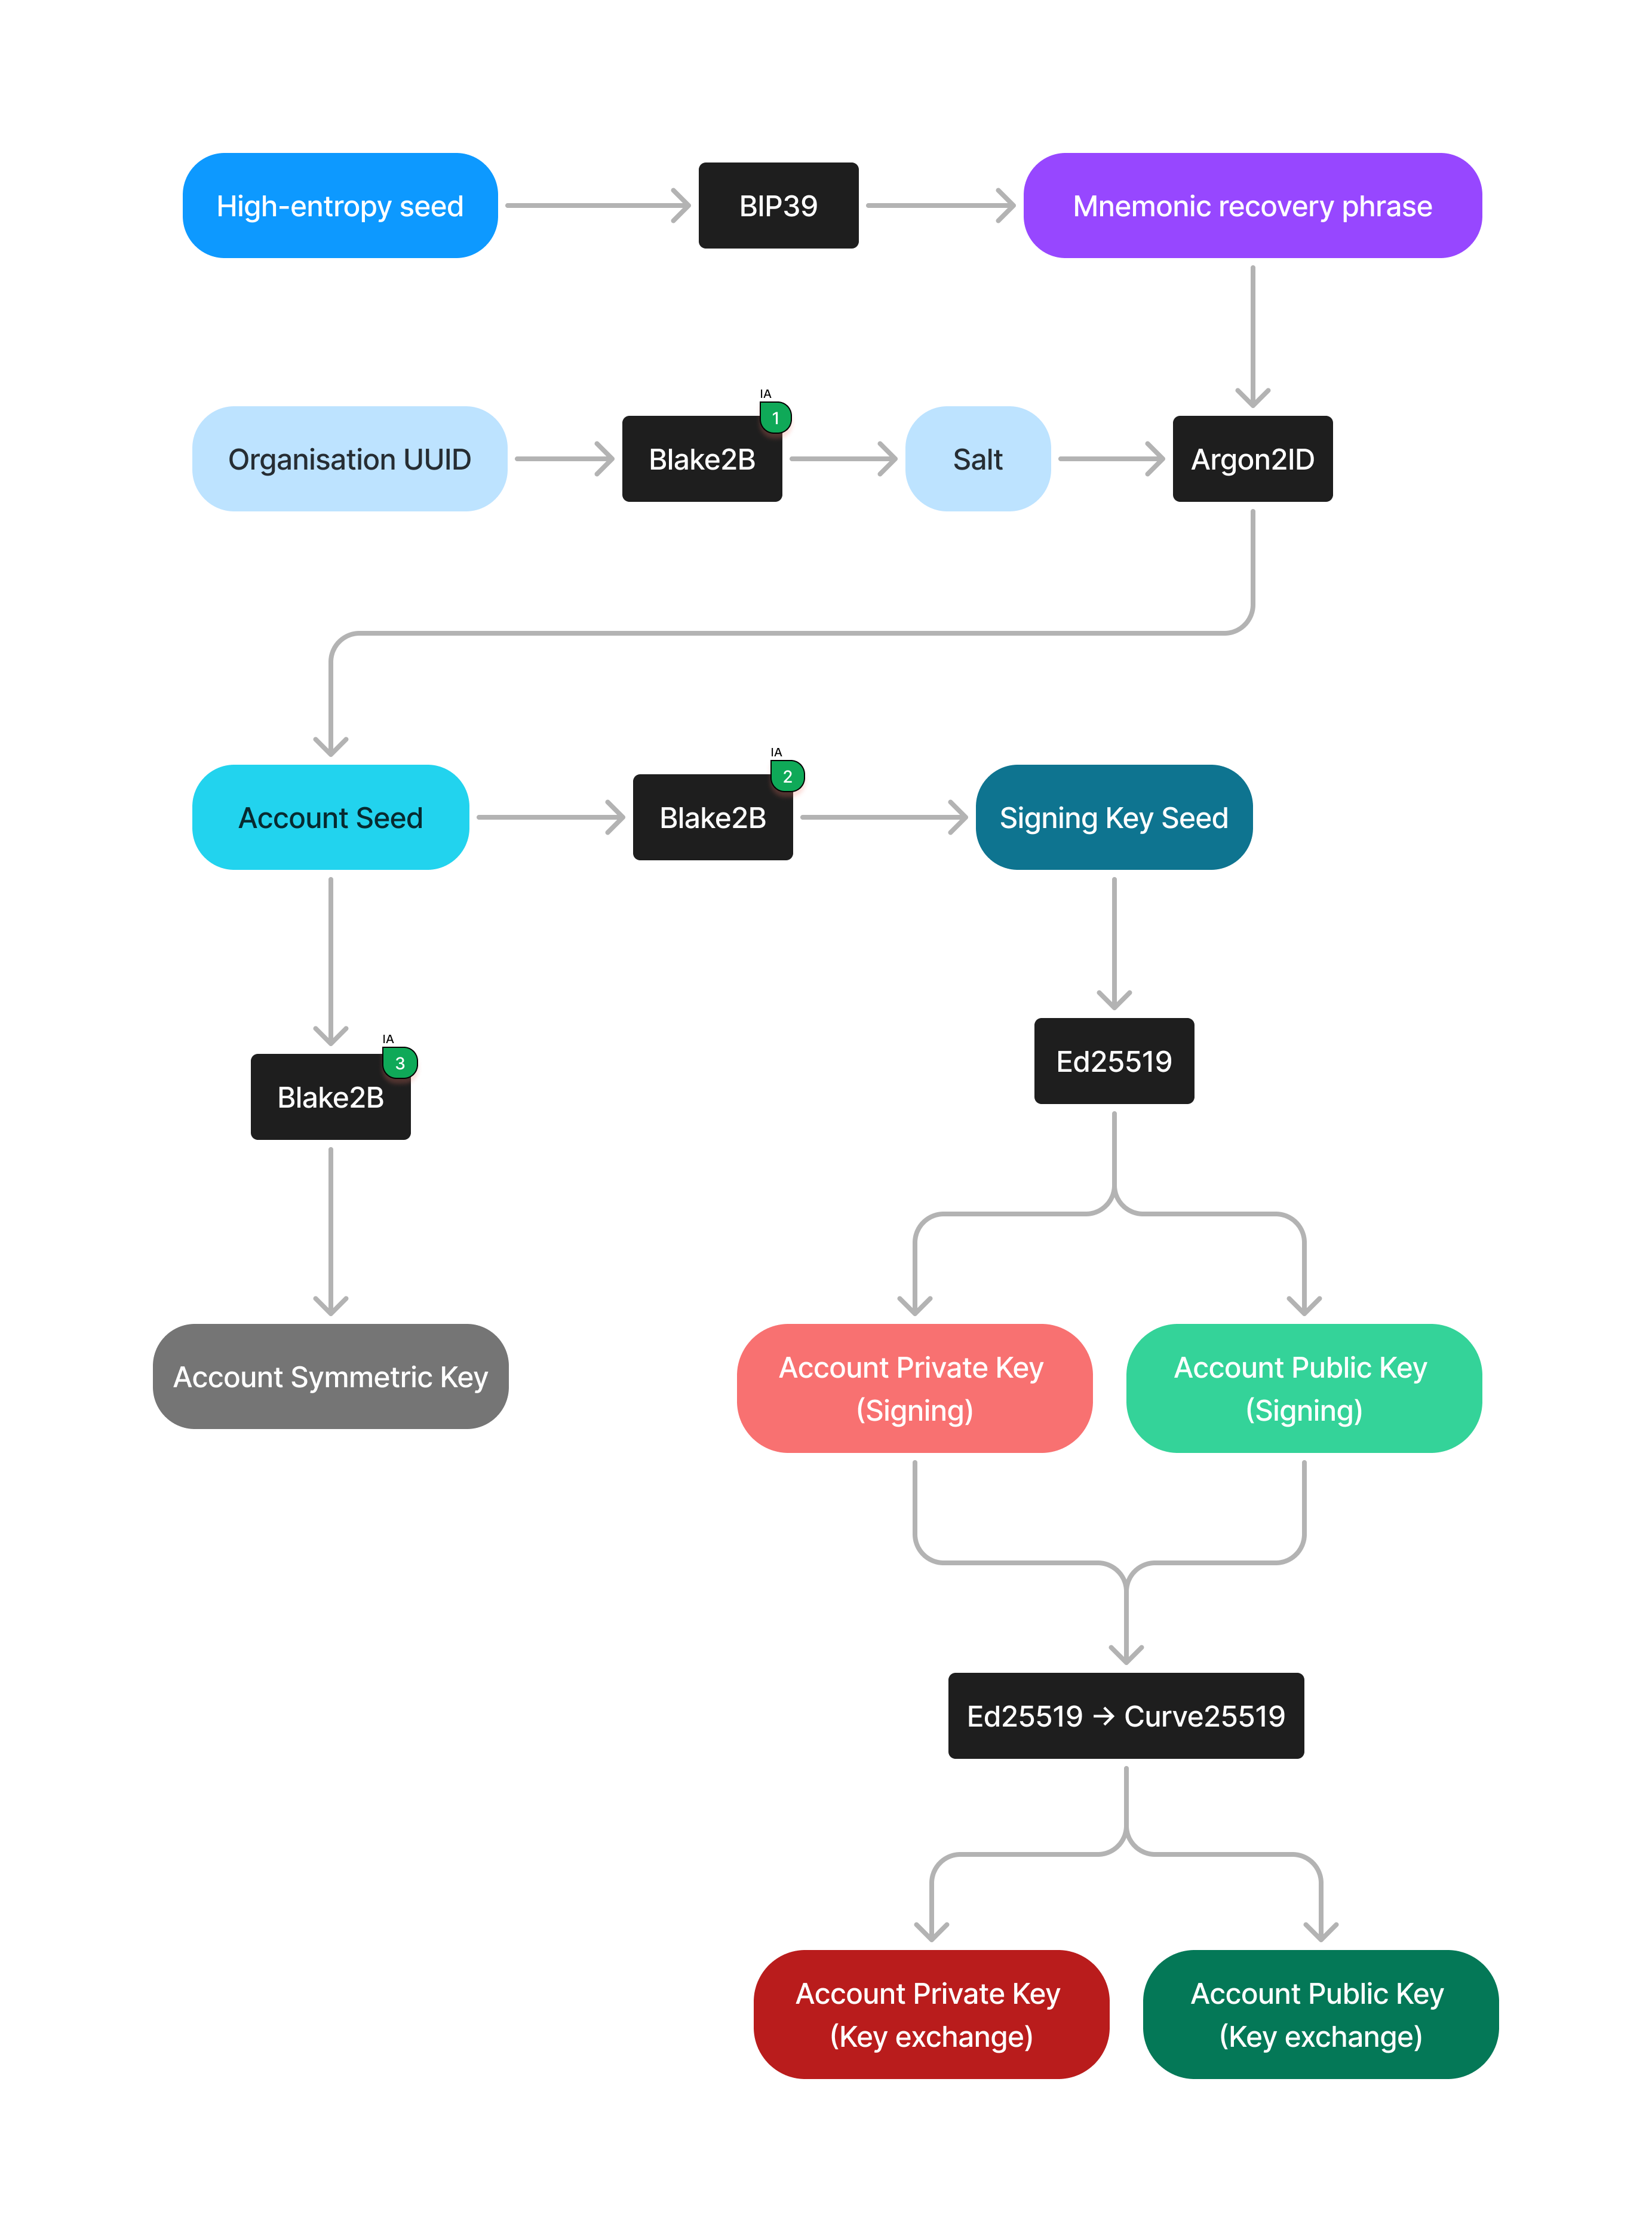 High-entropy seed
BIP39
Mnemonic recovery phrase
Organisation UUID
IA
1
Blake2B
Salt
Argon2ID
Account Seed
IA
2
Blake2B
Signing Key Seed
IA
3
Blake2B
Ed25519
Account Symmetric Key
Account Private Key
(Signing)
Account Public Key
(Signing)
Ed25519 → Curve25519
Account Private Key
(Key exchange)
Account Public Key
(Key exchange)